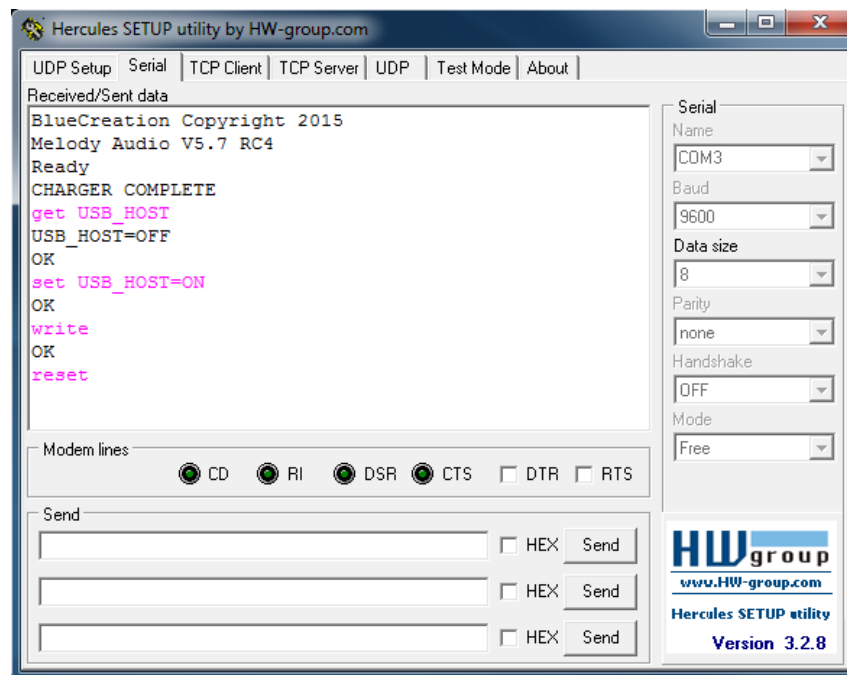 Hercules SETUP utility by HW-group.com
UDP Setup Serial TCP Client TCP Server UDP Test Mode About
Received/Sent data
BlueCreation Copyright 2015
Melody Audio V5.7 RC4
Ready
CHARGER COMPLETE
get USB_HOST
USB_HOST=OFF
OK
set USB_HOST=ON
OK
write
OK
reset
Serial
Name
COM3
Baud
9600
Data size
8
Parity
none
Handshake
OFF
Mode
Free
Modem lines
CD RI DSR CTS DTR RTS
Send
HEX Send
HEX Send
HEX Send
HWgroup
www.HW-group.com
Hercules SETUP utility
Version 3.2.8